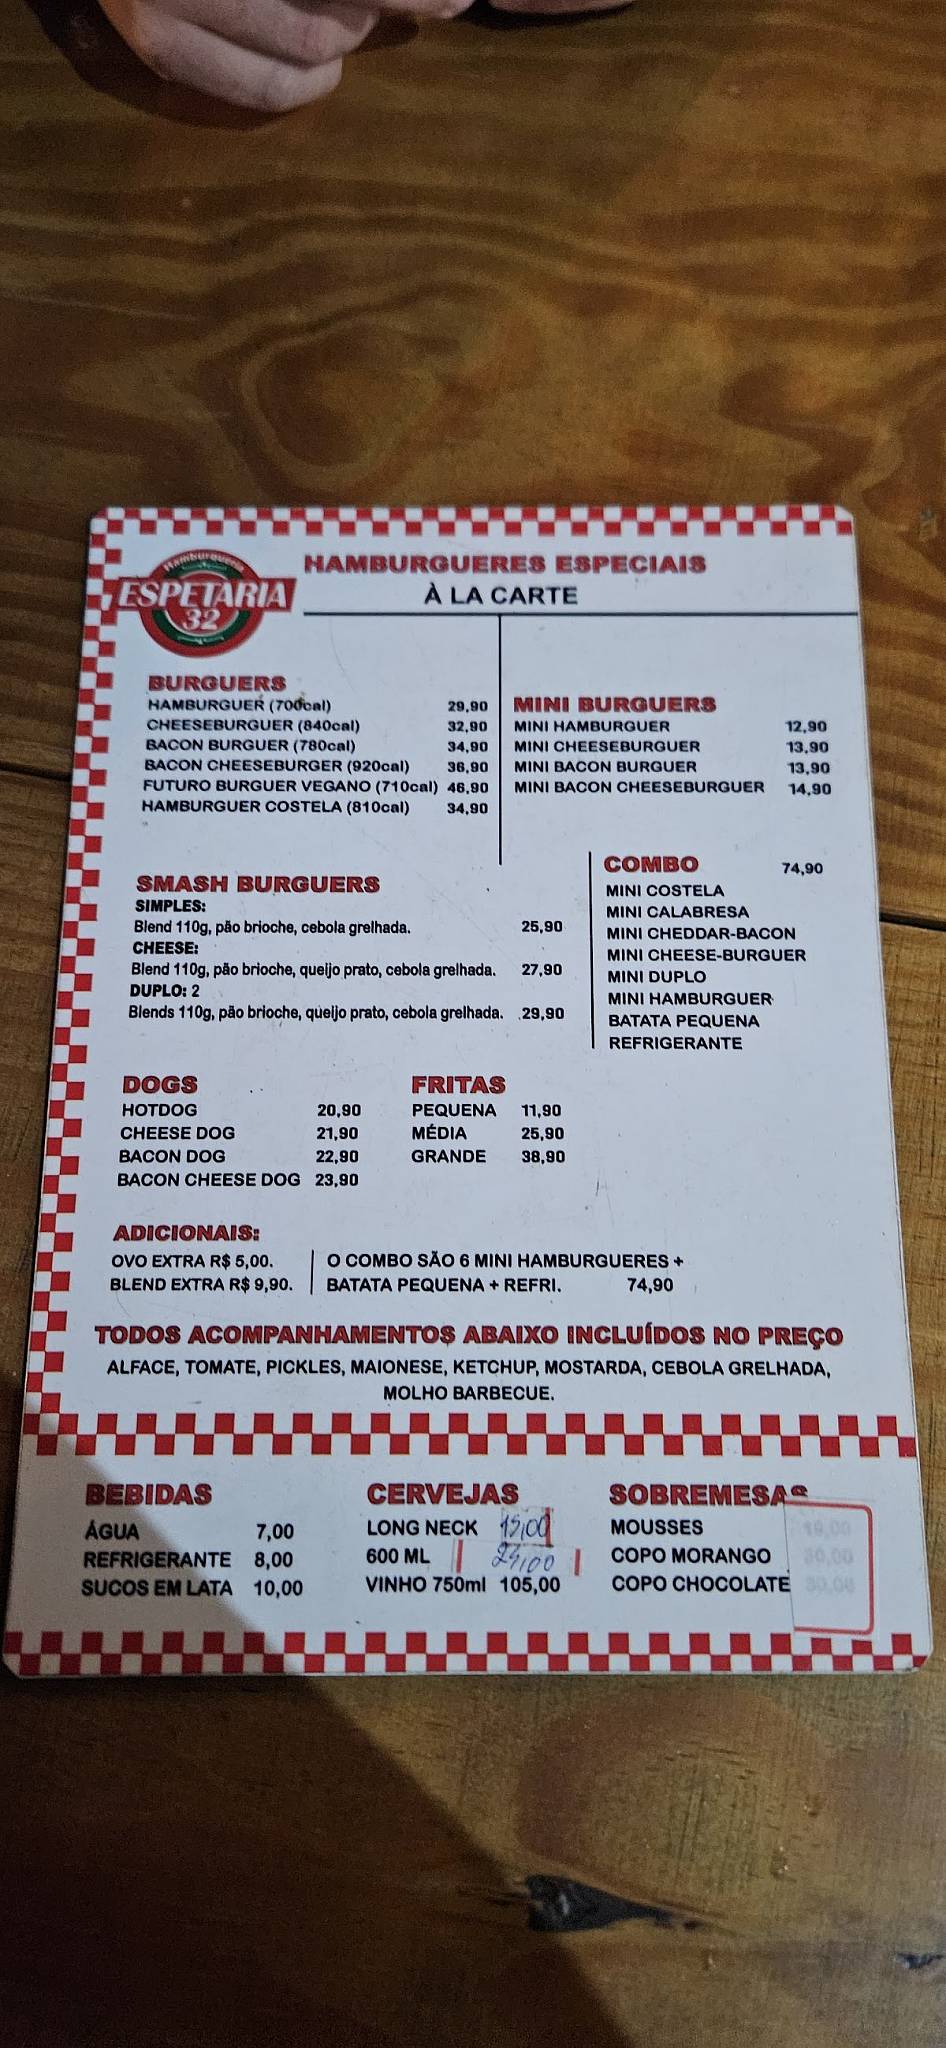 Hamburgueria
ESPETARIA
32
HAMBURGUERES ESPECIAIS
À LA CARTE
BURGUERS
HAMBURGUER (700cal) 29,90
CHEESEBURGUER (840cal) 32,90
BACON BURGUER (780cal) 34,90
BACON CHEESEBURGER (920cal) 36,90
FUTURO BURGUER VEGANO (710cal) 46,90
HAMBURGUER COSTELA (810cal) 34,90
MINI BURGUERS
MINI HAMBURGUER 12,90
MINI CHEESEBURGUER 13,90
MINI BACON BURGUER 13,90
MINI BACON CHEESEBURGUER 14,90
SMASH BURGUERS
SIMPLES:
Blend 110g, pão brioche, cebola grelhada. 25,90
CHEESE:
Blend 110g, pão brioche, queijo prato, cebola grelhada. 27,90
DUPLO: 2
Blends 110g, pão brioche, queijo prato, cebola grelhada. 29,90
COMBO 74,90
MINI COSTELA
MINI CALABRESA
MINI CHEDDAR-BACON
MINI CHEESE-BURGUER
MINI DUPLO
MINI HAMBURGUER
BATATA PEQUENA
REFRIGERANTE
DOGS
HOTDOG 20,90
CHEESE DOG 21,90
BACON DOG 22,90
BACON CHEESE DOG 23,90
FRITAS
PEQUENA 11,90
MÉDIA 25,90
GRANDE 38,90
ADICIONAIS:
OVO EXTRA R$ 5,00.
BLEND EXTRA R$ 9,90.
O COMBO SÃO 6 MINI HAMBURGUERES +
BATATA PEQUENA + REFRI. 74,90
TODOS ACOMPANHAMENTOS ABAIXO INCLUÍDOS NO PREÇO
ALFACE, TOMATE, PICKLES, MAIONESE, KETCHUP, MOSTARDA, CEBOLA GRELHADA,
MOLHO BARBECUE.
BEBIDAS
ÁGUA 7,00
REFRIGERANTE 8,00
SUCOS EM LATA 10,00
CERVEJAS
LONG NECK 15,00
600 ML
VINHO 750ml 105,00
SOBREMESAS
MOUSSES
COPO MORANGO
COPO CHOCOLATE